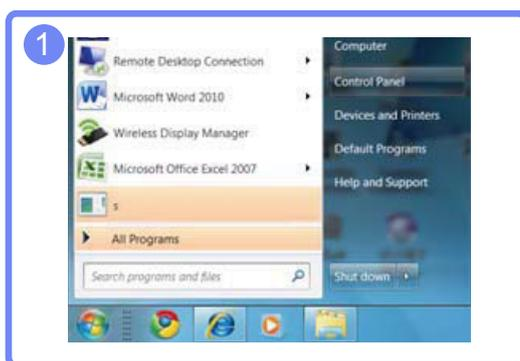 1
Remote Desktop Connection
Microsoft Word 2010
Wireless Display Manager
Microsoft Office Excel 2007
s
All Programs
Search programs and files
Computer
Control Panel
Devices and Printers
Default Programs
Help and Support
Shut down